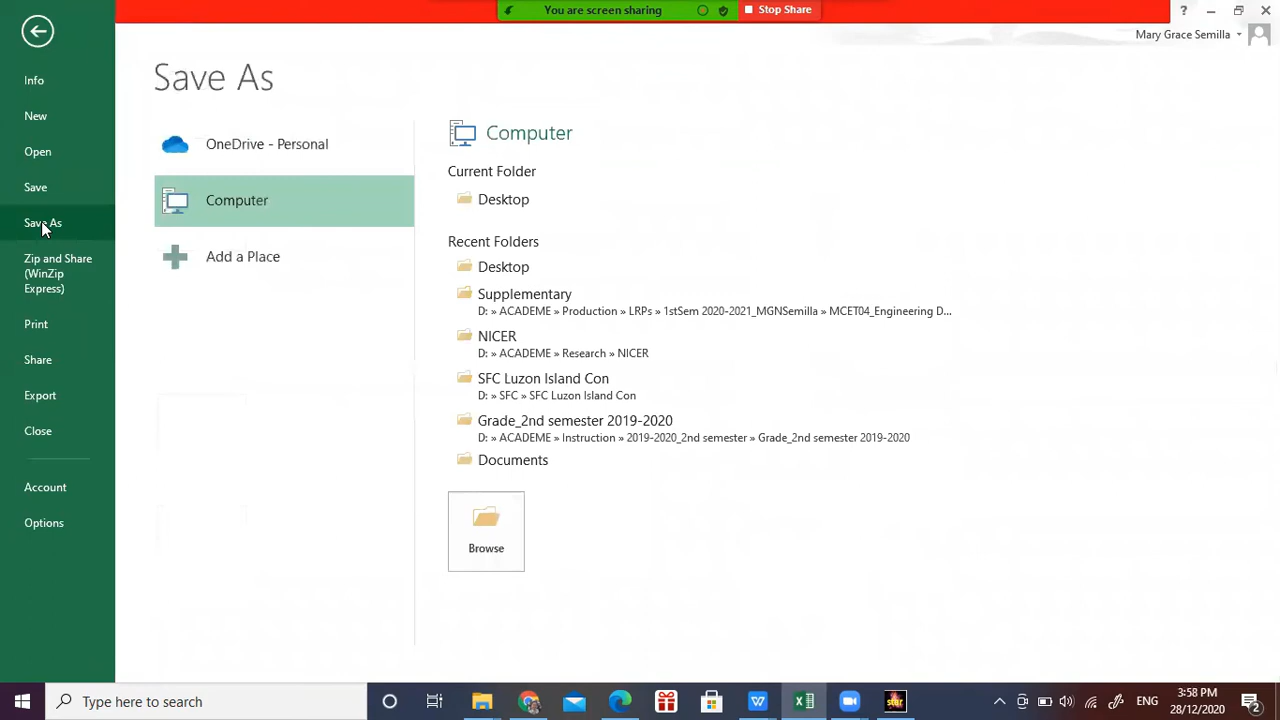 You are screen sharing
Stop Share
?
Mary Grace Semilla
Save As
Info
New
Open
Save
Save As
Zip and Share
(WinZip
Express)
Print
Share
Export
Close
Account
Options
OneDrive - Personal
Computer
Add a Place
Computer
Current Folder
Desktop
Recent Folders
Desktop
Supplementary
D: » ACADEME » Production » LRPs » 1stSem 2020-2021_MGNSemilla » MCET04_Engineering D...
NICER
D: » ACADEME » Research » NICER
SFC Luzon Island Con
D: » SFC » SFC Luzon Island Con
Grade_2nd semester 2019-2020
D: » ACADEME » Instruction » 2019-2020_2nd semester » Grade_2nd semester 2019-2020
Documents
Browse
Type here to search
ENG
3:58 PM
28/12/2020
2